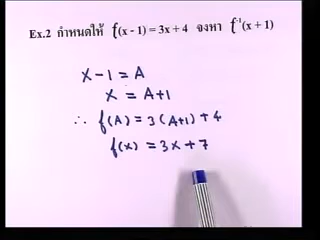 Ex.2 กำหนดให้ f(x - 1) = 3x + 4 จงหา f⁻¹(x + 1)
x - 1 = A
x = A + 1
∴ f(A) = 3(A+1) + 4
f(x) = 3x + 7